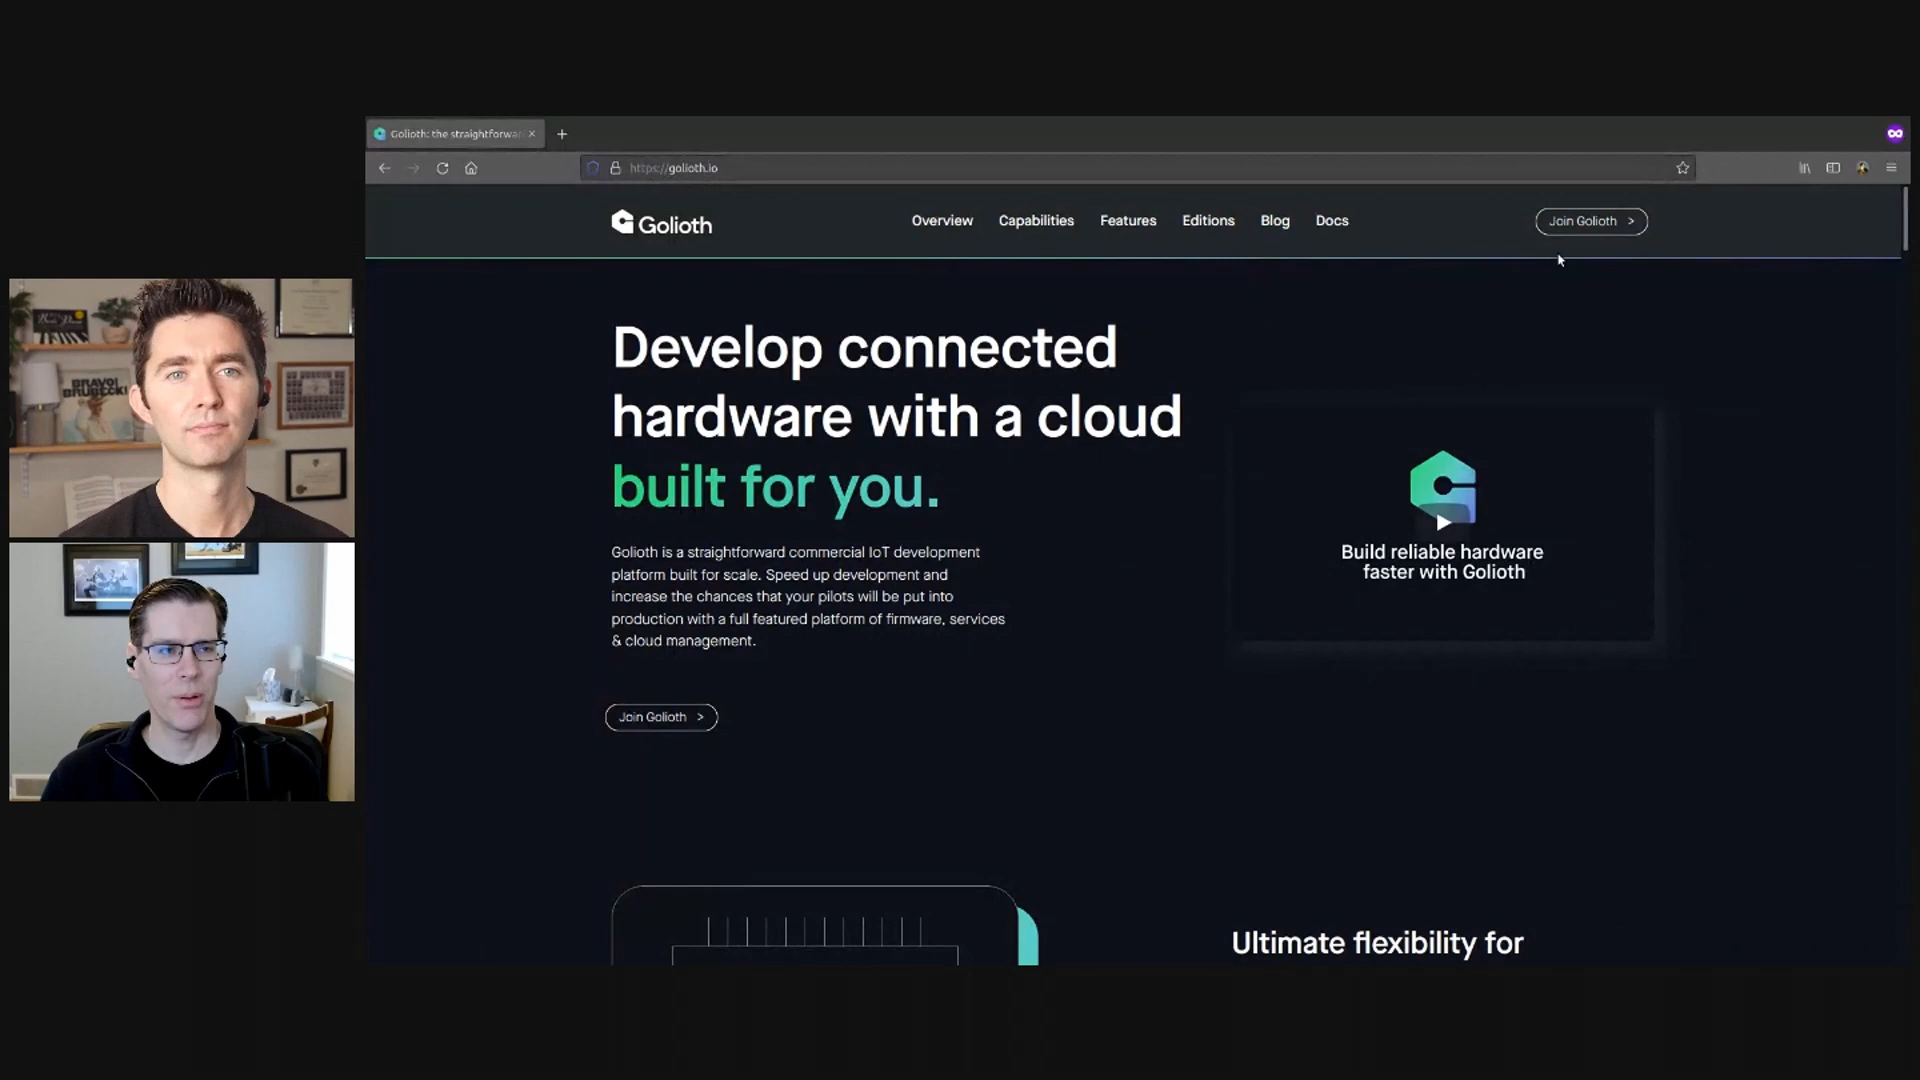 Golioth: the straightforwar
https://golioth.io
Golioth
Overview
Capabilities
Features
Editions
Blog
Docs
Join Golioth >
Develop connected
hardware with a cloud
built for you.
Golioth is a straightforward commercial IoT development
platform built for scale. Speed up development and
increase the chances that your pilots will be put into
production with a full featured platform of firmware, services
& cloud management.
Join Golioth >
Build reliable hardware
faster with Golioth
Ultimate flexibility for
BRAVO!
BRUBECK!